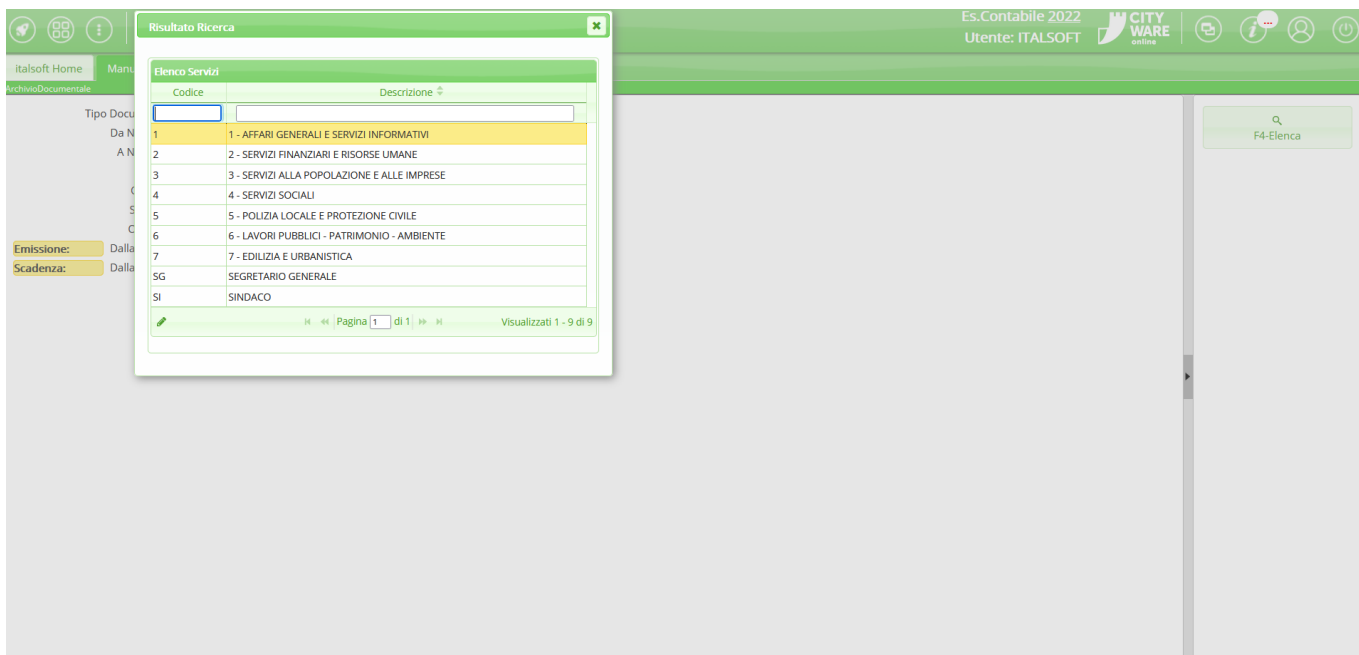 Risultato Ricerca
Es.Contabile 2022
Utente: ITALSOFT
CITY
WARE
online
...
italsoft Home
Manu
ArchivioDocumentale
Elenco Servizi
Codice Descrizione
Tipo Docu
Da N
A N
Emissione: Dalla
Scadenza: Dalla
1 1 - AFFARI GENERALI E SERVIZI INFORMATIVI
2 2 - SERVIZI FINANZIARI E RISORSE UMANE
3 3 - SERVIZI ALLA POPOLAZIONE E ALLE IMPRESE
4 4 - SERVIZI SOCIALI
5 5 - POLIZIA LOCALE E PROTEZIONE CIVILE
6 6 - LAVORI PUBBLICI - PATRIMONIO - AMBIENTE
7 7 - EDILIZIA E URBANISTICA
SG SEGRETARIO GENERALE
SI SINDACO
Pagina 1 di 1 Visualizzati 1 - 9 di 9
F4-Elenca